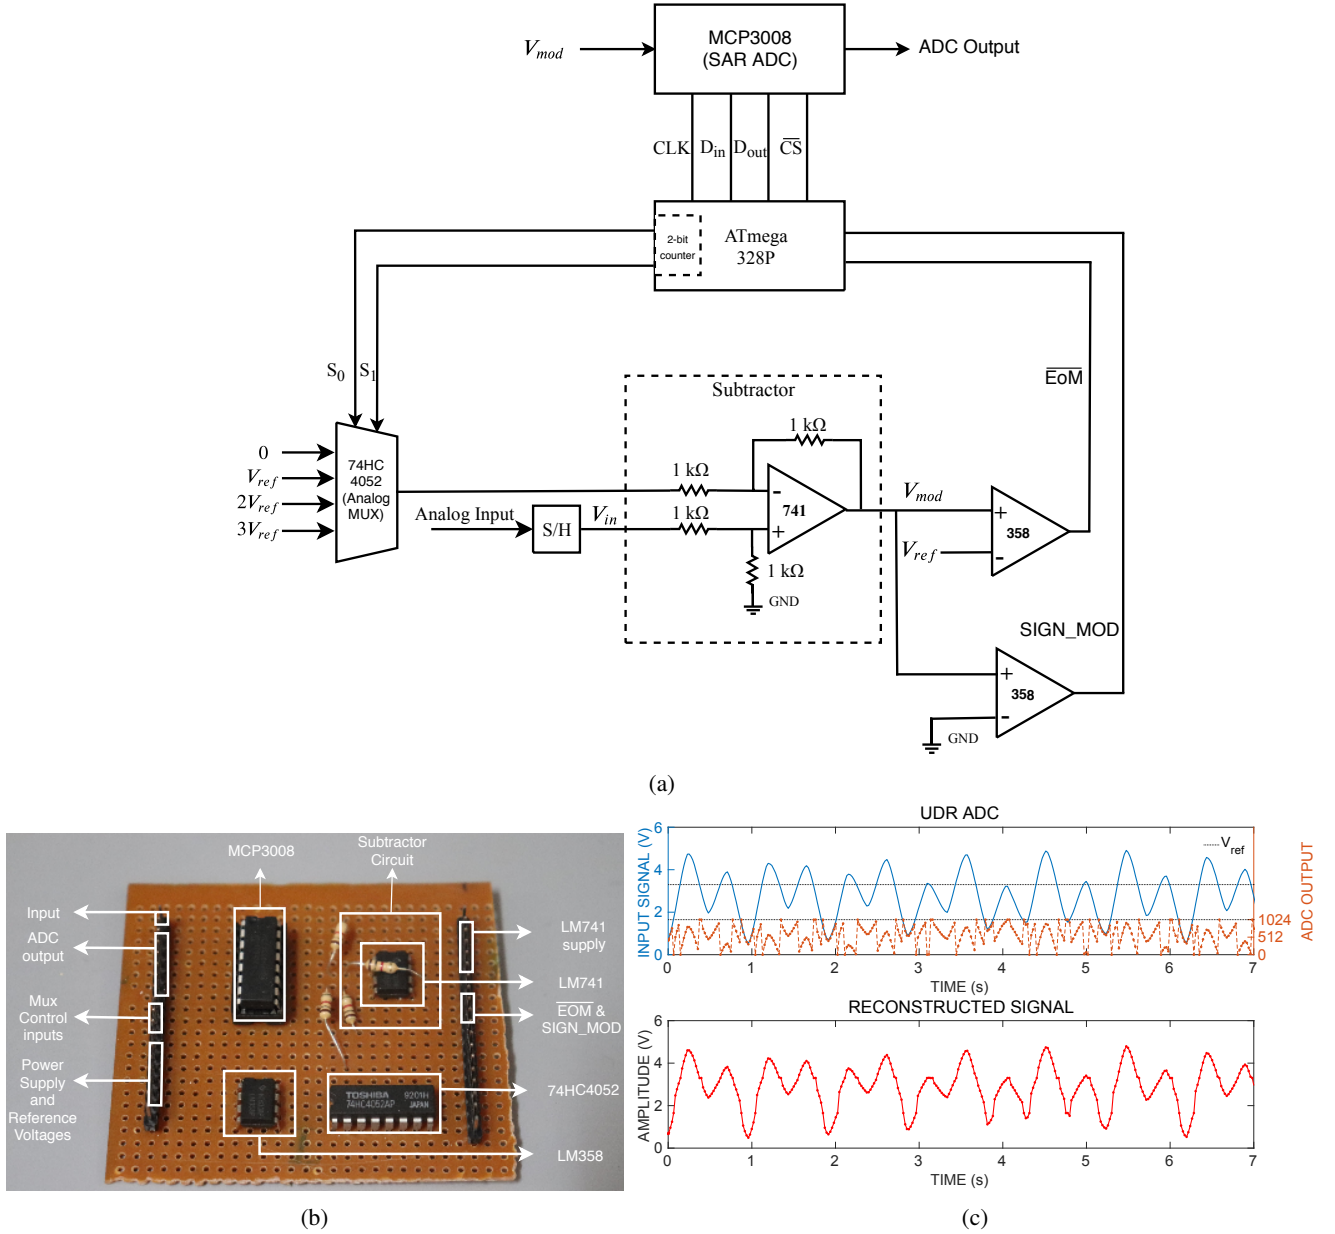 MCP3008
(SAR ADC)
V_mod
ADC Output
CLK
D_in
D_out
C̅S̅
2-bit
counter
ATmega
328P
S_0
S_1
E̅o̅M̅
Subtractor
1 kΩ
0
V_ref
2V_ref
3V_ref
74HC
4052
(Analog
MUX)
1 kΩ
Analog Input
S/H
V_in
1 kΩ
-
+
741
1 kΩ
GND
V_mod
V_ref
+
-
358
SIGN_MOD
+
-
358
GND
(a)
MCP3008
Subtractor
Circuit
Input
ADC
output
Mux
Control
inputs
Power
Supply
and
Reference
Voltages
LM741
supply
LM741
E̅O̅M̅ &
SIGN_MOD
74HC4052
LM358
TOSHIBA 9201H
74HC4052AP JAPAN
(b)
UDR ADC
INPUT SIGNAL (V)
6
4
2
0
V_ref
1024
512
0
ADC OUTPUT
0 1 2 3 4 5 6 7
TIME (s)
RECONSTRUCTED SIGNAL
AMPLITUDE (V)
6
4
2
0
0 1 2 3 4 5 6 7
TIME (s)
(c)